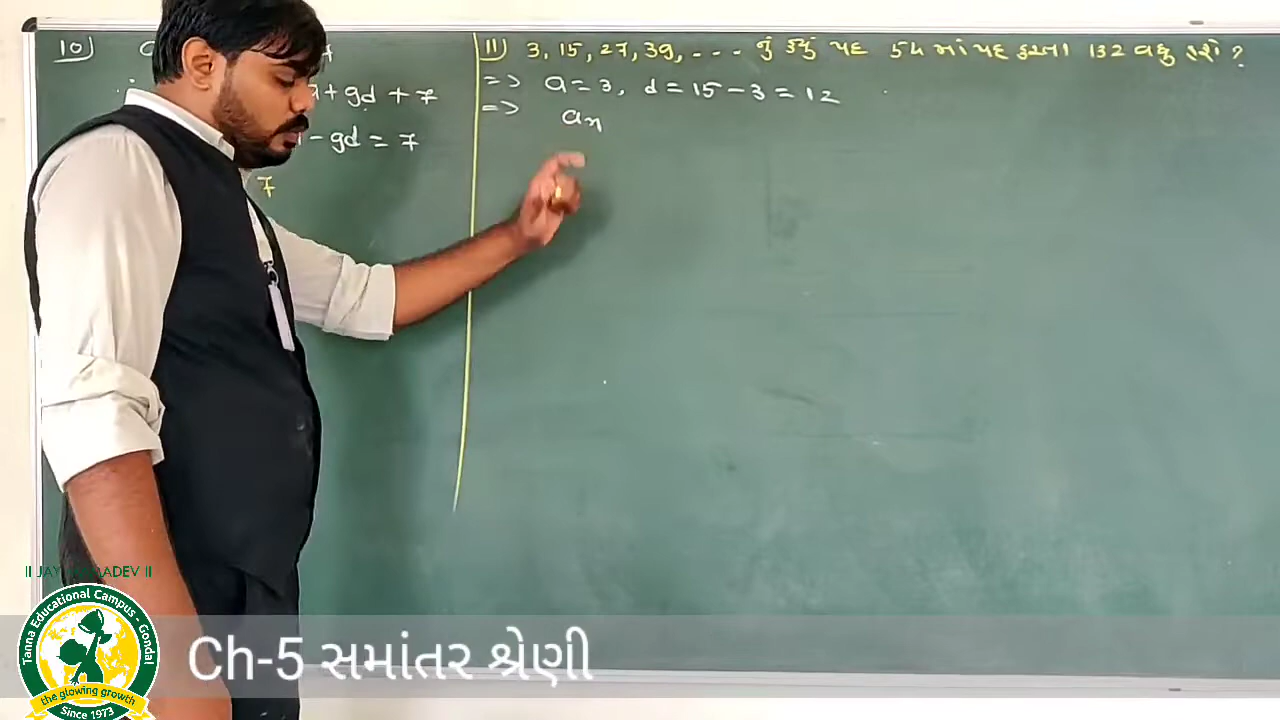 10) a 7
a + 9d + 7
- 9d = 7
7
11) 3, 15, 27, 39, . - - - નું કયું પદ 54 માં પદ કરતા 132 વધુ હશે ?
=> a = 3, d = 15 - 3 = 12
=> an
|| JAY MAHADEV ||
Tanna Educational Campus - Gondal
the glowing growth
Since 1973
Ch-5 સમાંતર શ્રેણી